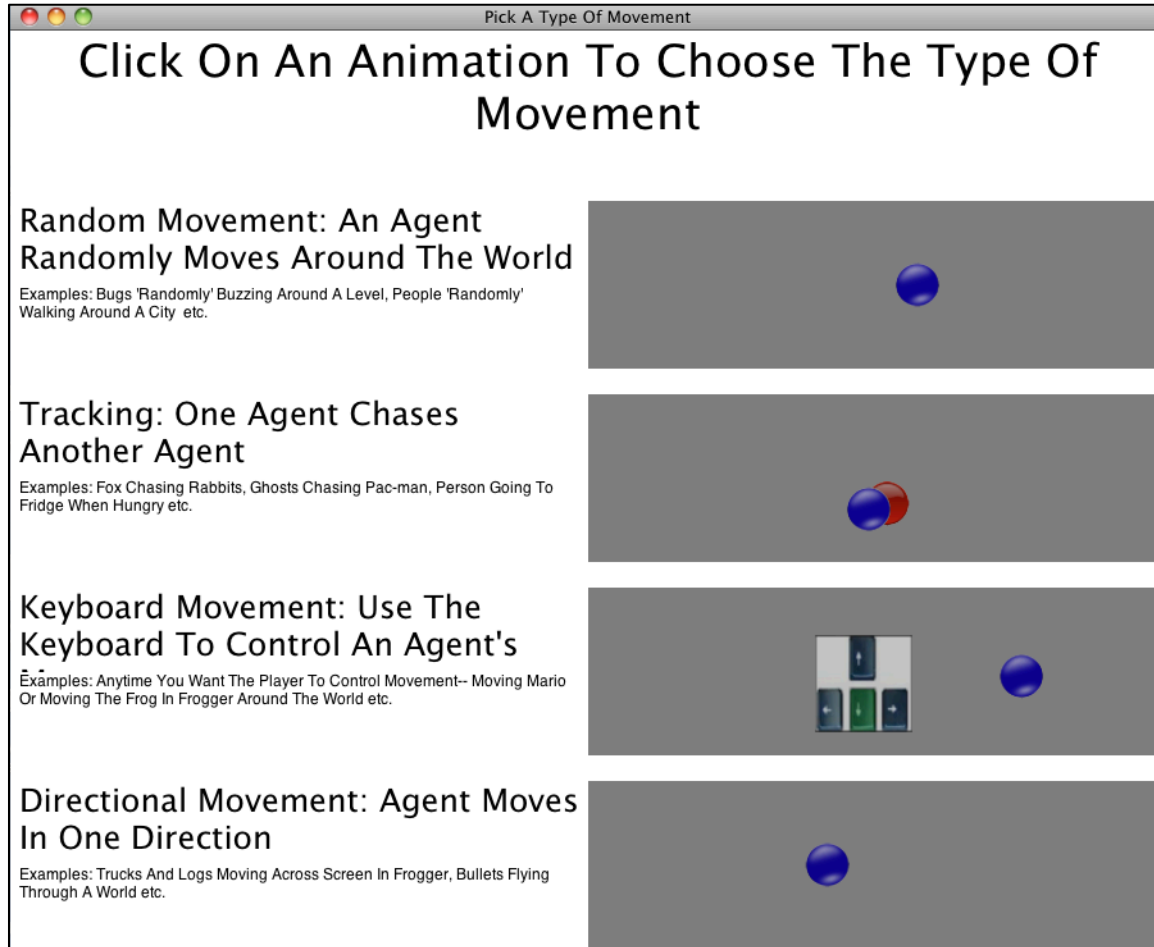 Pick A Type Of Movement
Click On An Animation To Choose The Type Of
Movement
Random Movement: An Agent
Randomly Moves Around The World
Examples: Bugs 'Randomly' Buzzing Around A Level, People 'Randomly'
Walking Around A City  etc.
Tracking: One Agent Chases
Another Agent
Examples: Fox Chasing Rabbits, Ghosts Chasing Pac-man, Person Going To
Fridge When Hungry etc.
Keyboard Movement: Use The
Keyboard To Control An Agent's
Examples: Anytime You Want The Player To Control Movement-- Moving Mario
Or Moving The Frog In Frogger Around The World etc.
Directional Movement: Agent Moves
In One Direction
Examples: Trucks And Logs Moving Across Screen In Frogger, Bullets Flying
Through A World etc.